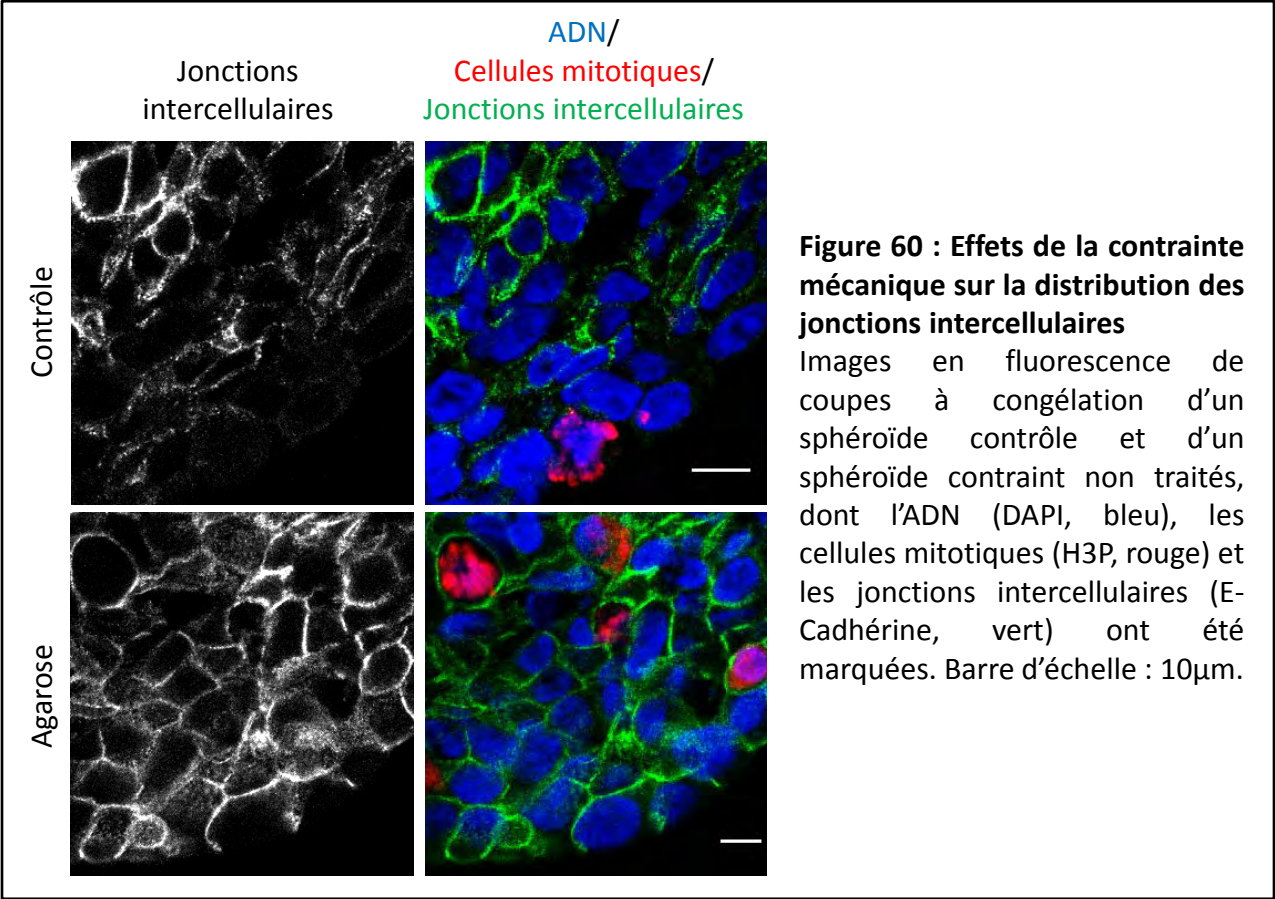 Jonctions
intercellulaires
ADN/
Cellules mitotiques/
Jonctions intercellulaires
Contrôle
Agarose
Figure 60 : Effets de la contrainte
mécanique sur la distribution des
jonctions intercellulaires
Images en fluorescence de
coupes à congélation d’un
sphéroïde contrôle et d’un
sphéroïde contraint non traités,
dont l’ADN (DAPI, bleu), les
cellules mitotiques (H3P, rouge) et
les jonctions intercellulaires (E-
Cadhérine, vert) ont été
marquées. Barre d’échelle : 10µm.